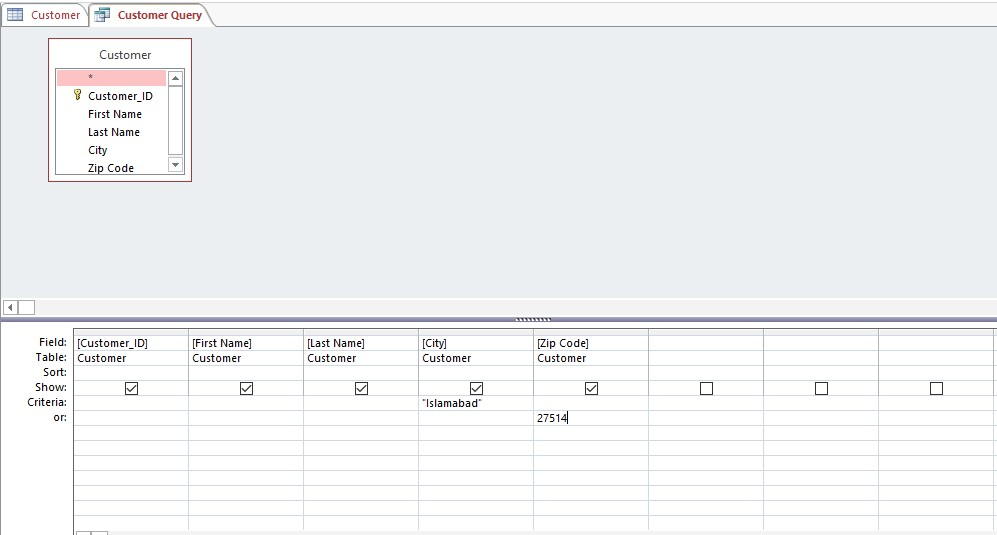 Customer Customer Query
Customer
*
Customer_ID
First Name
Last Name
City
Zip Code
Field: [Customer_ID] [First Name] [Last Name] [City] [Zip Code]
Table: Customer Customer Customer Customer Customer
Sort:
Show:
Criteria: "Islamabad"
or: 27514